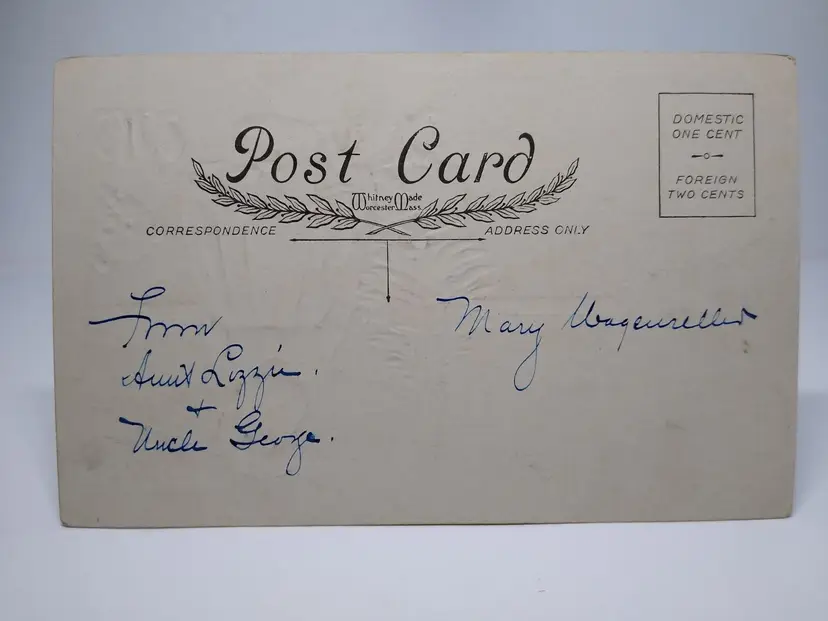 Post Card
Whitney Made
Worcester Mass.
DOMESTIC
ONE CENT
FOREIGN
TWO CENTS
CORRESPONDENCE
ADDRESS ONLY
From
Aunt Lizzie.
+
Uncle George.
Mary